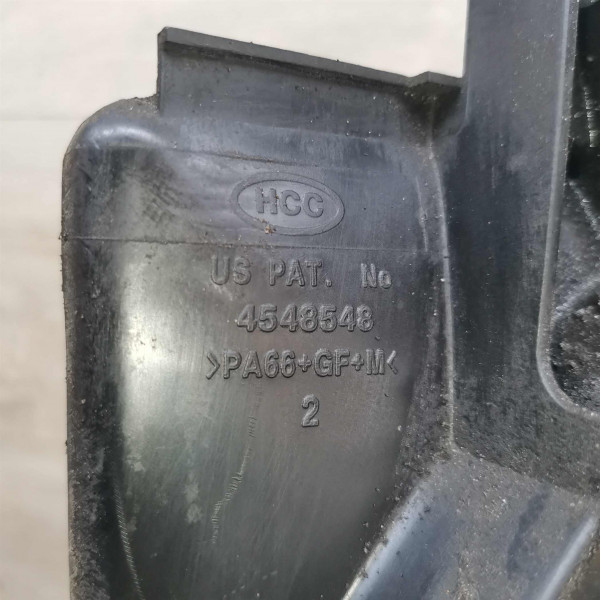 HCC
US PAT. No
4548548
>PA66+GF+M<
2